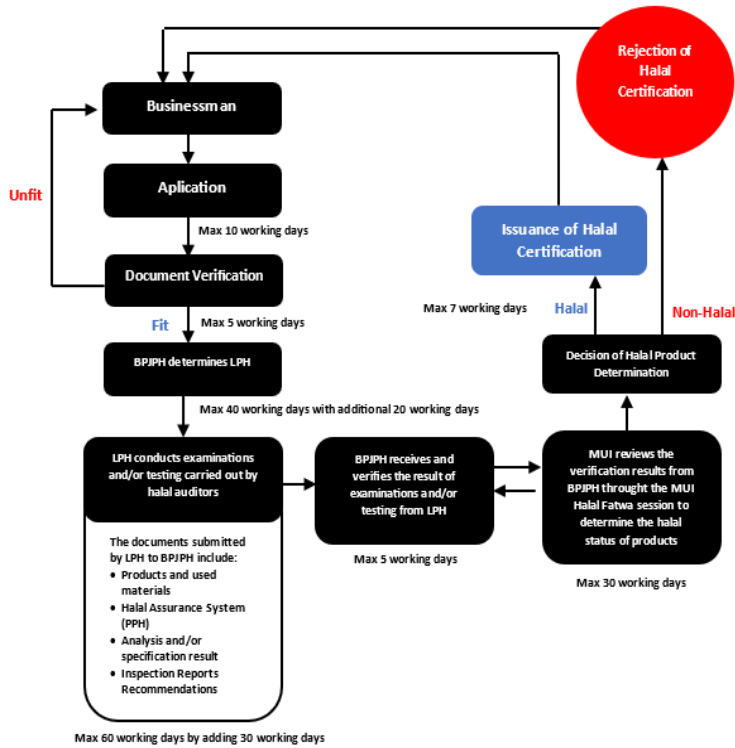 Rejection of
Halal
Certification
Businessman
Unfit
Aplication
Max 10 working days
Issuance of Halal
Certification
Document Verification
Fit
Max 5 working days
Max 7 working days
Halal
Non-Halal
BPJPH determines LPH
Decision of Halal Product
Determination
Max 40 working days with additional 20 working days
LPH conducts examinations
and/or testing carried out by
halal auditors
BPJPH receives and
verifies the result of
examinations and/or
testing from LPH
MUI reviews the
verification results from
BPJPH throught the MUI
Halal Fatwa session to
determine the halal
status of products
The documents submitted
by LPH to BPJPH include:
• Products and used
materials
• Halal Assurance System
(PPH)
• Analysis and/or
specification result
• Inspection Reports
Recommendations
Max 5 working days
Max 30 working days
Max 60 working days by adding 30 working days